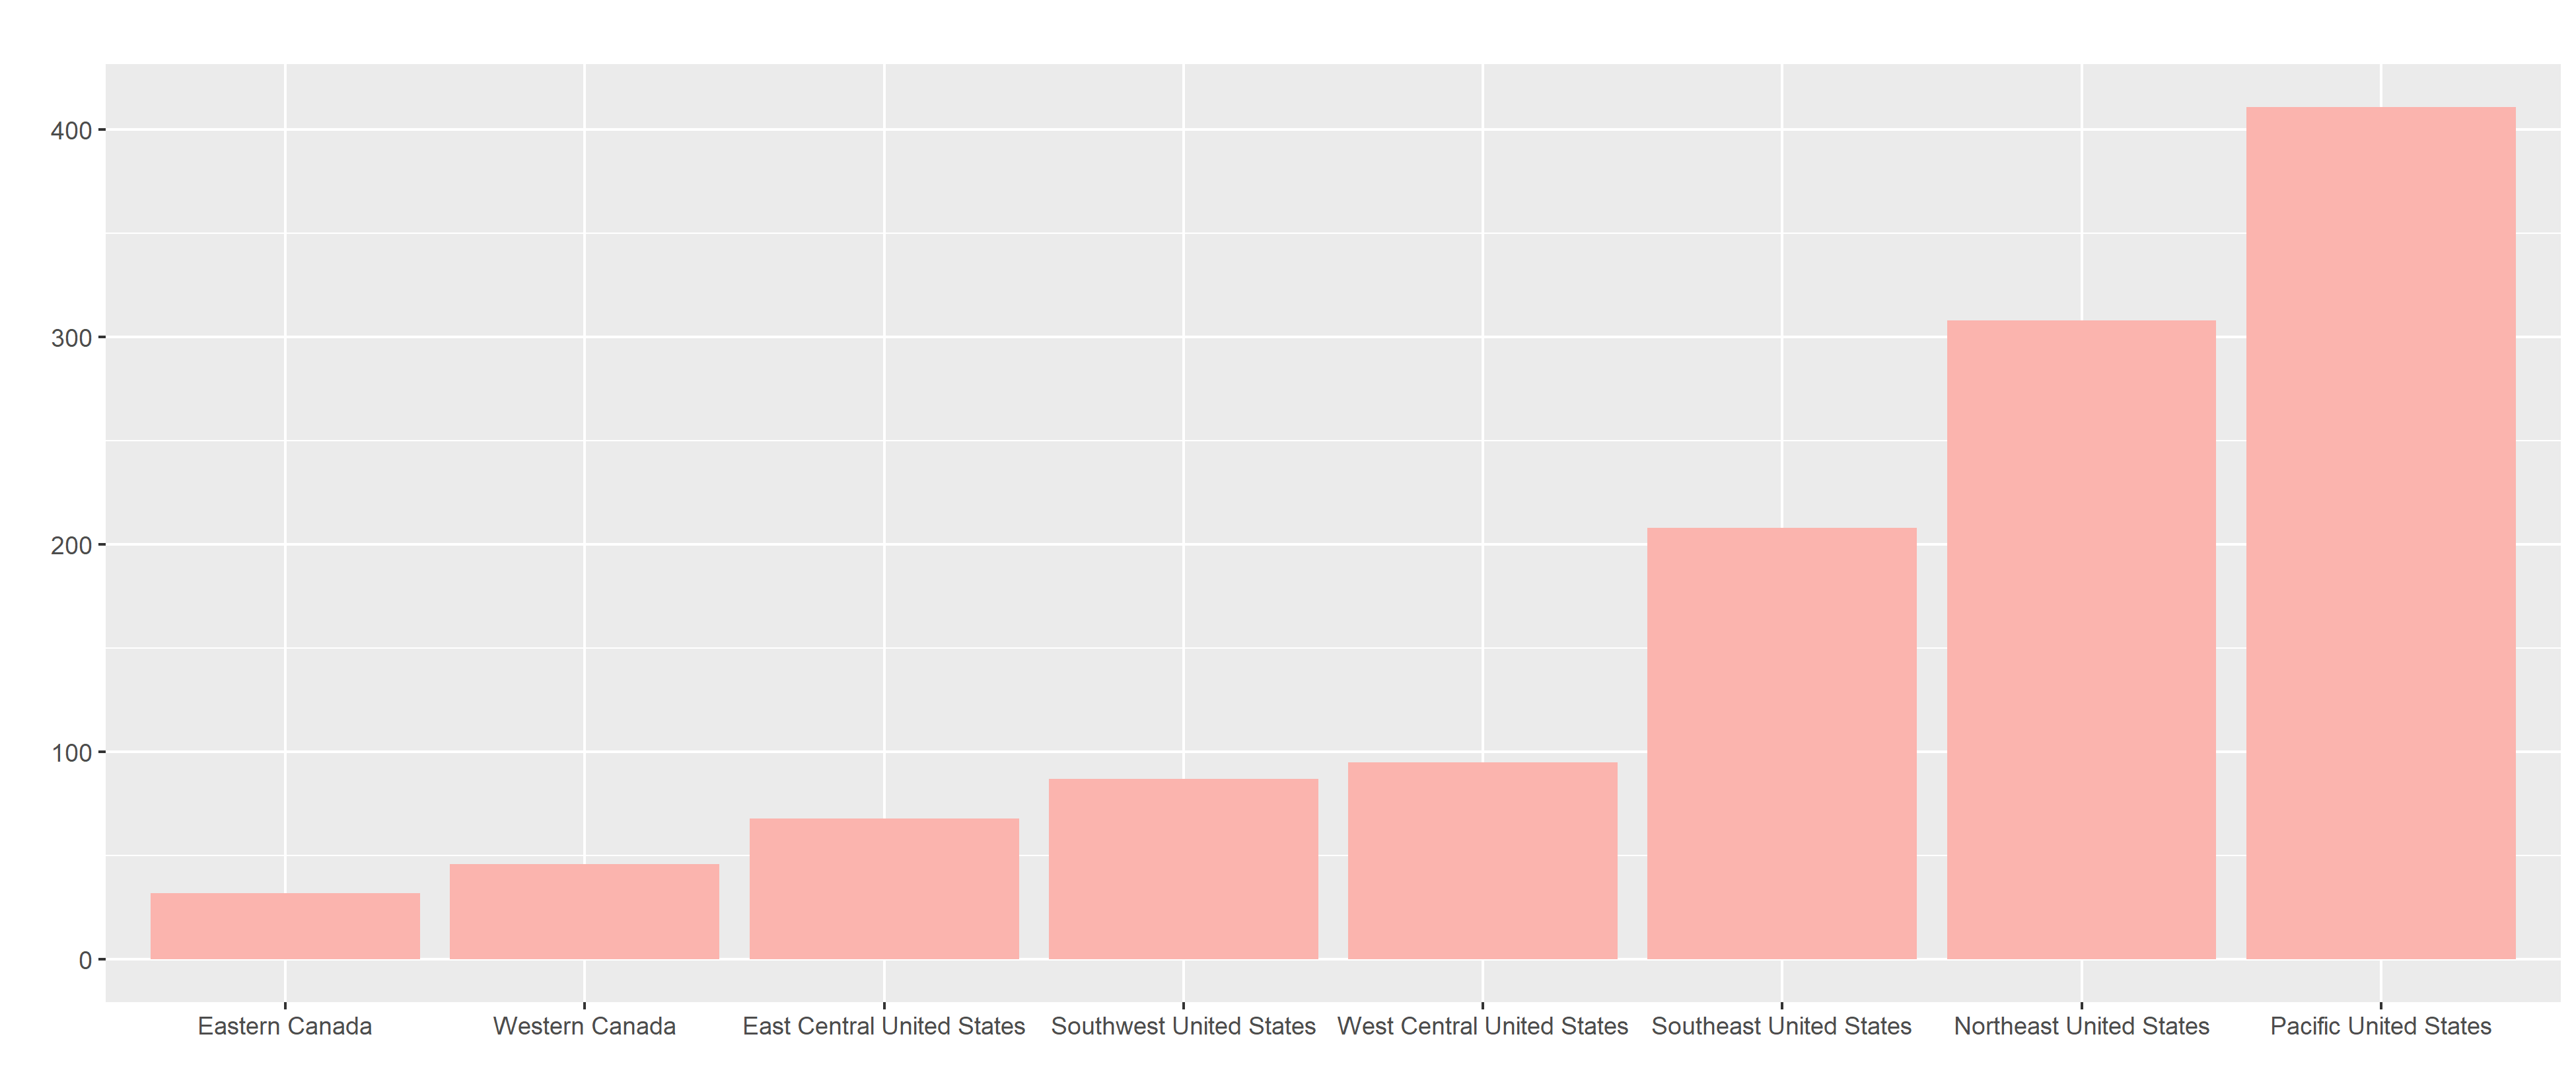 400
300
200
100
0
Eastern Canada
Western Canada
East Central United States
Southwest United States
West Central United States
Southeast United States
Northeast United States
Pacific United States